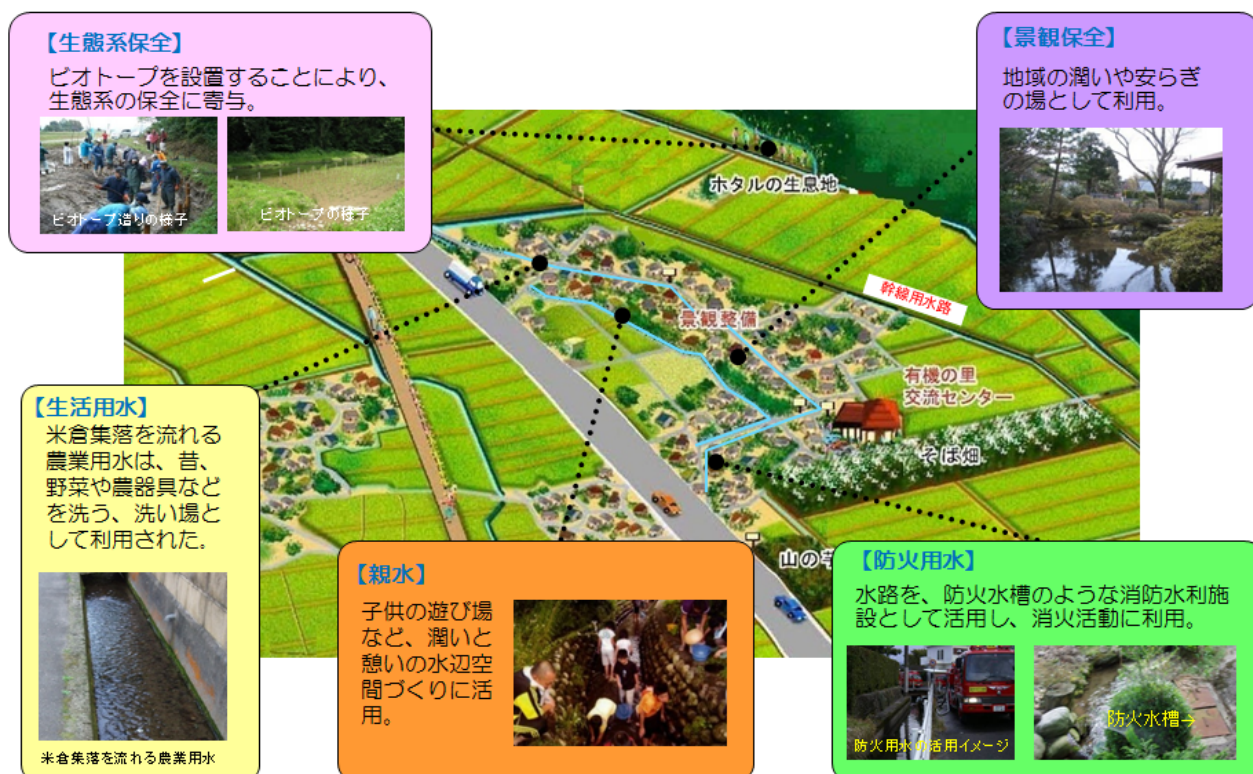 【生態系保全】
ビオトープを設置することにより、
生態系の保全に寄与。
ビオトープ造りの様子
ビオトープの様子
【景観保全】
地域の潤いや安らぎ
の場として利用。
ホタルの生息地
幹線用水路
景観整備
有機の里
交流センター
そば畑
山の芋
【生活用水】
米倉集落を流れる
農業用水は、昔、
野菜や農器具など
を洗う、洗い場と
して利用された。
米倉集落を流れる農業用水
【親水】
子供の遊び場
など、潤いと
憩いの水辺空
間づくりに活
用。
【防火用水】
水路を、防火水槽のような消防水利施
設として活用し、消火活動に利用。
防火用水の活用イメージ
防火水槽→